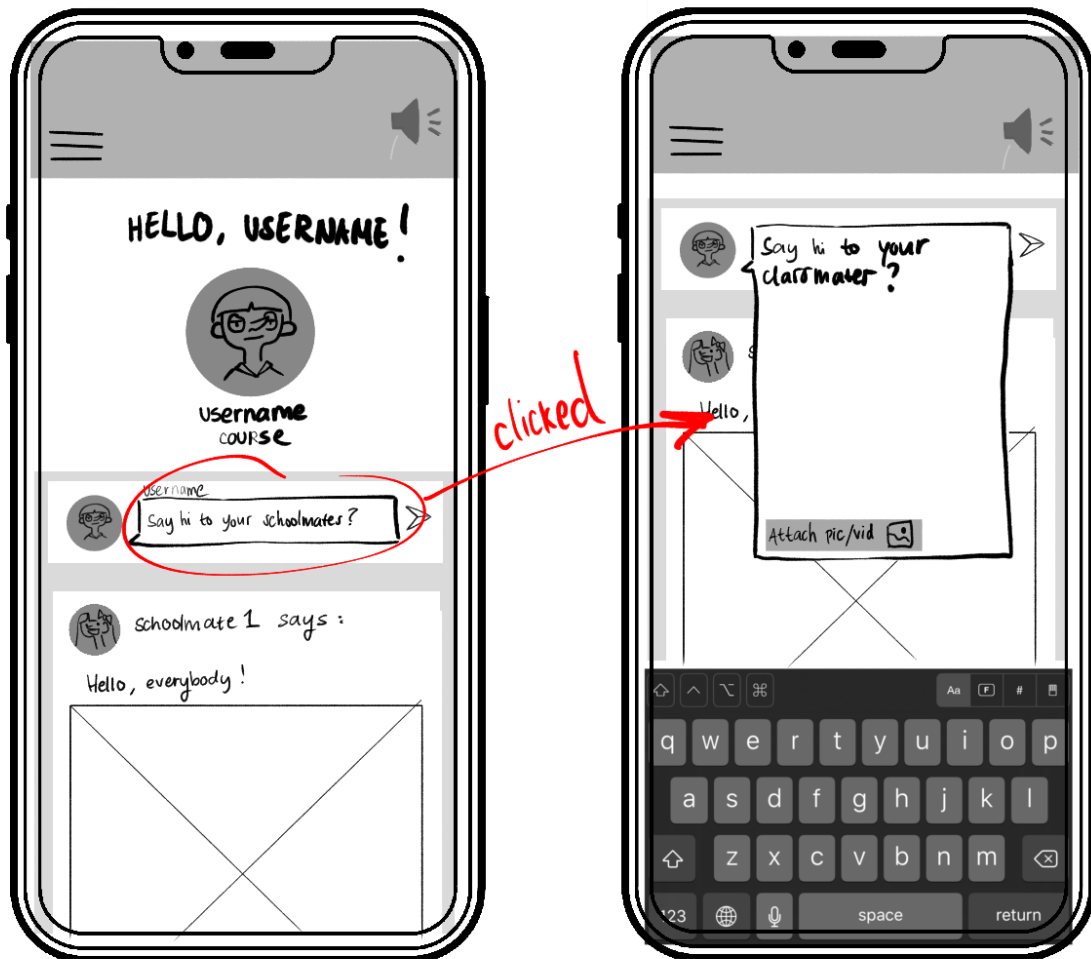 HELLO, USERNAME!
username
COURSE
username
Say hi to your schoolmates?
schoolmate 1 says:
Hello, everybody!
clicked
Say hi to your
classmates?
s
Hello,
Attach pic/vid
Aa F #
q w e r t y u i o p
a s d f g h j k l
z x c v b n m
123 space return